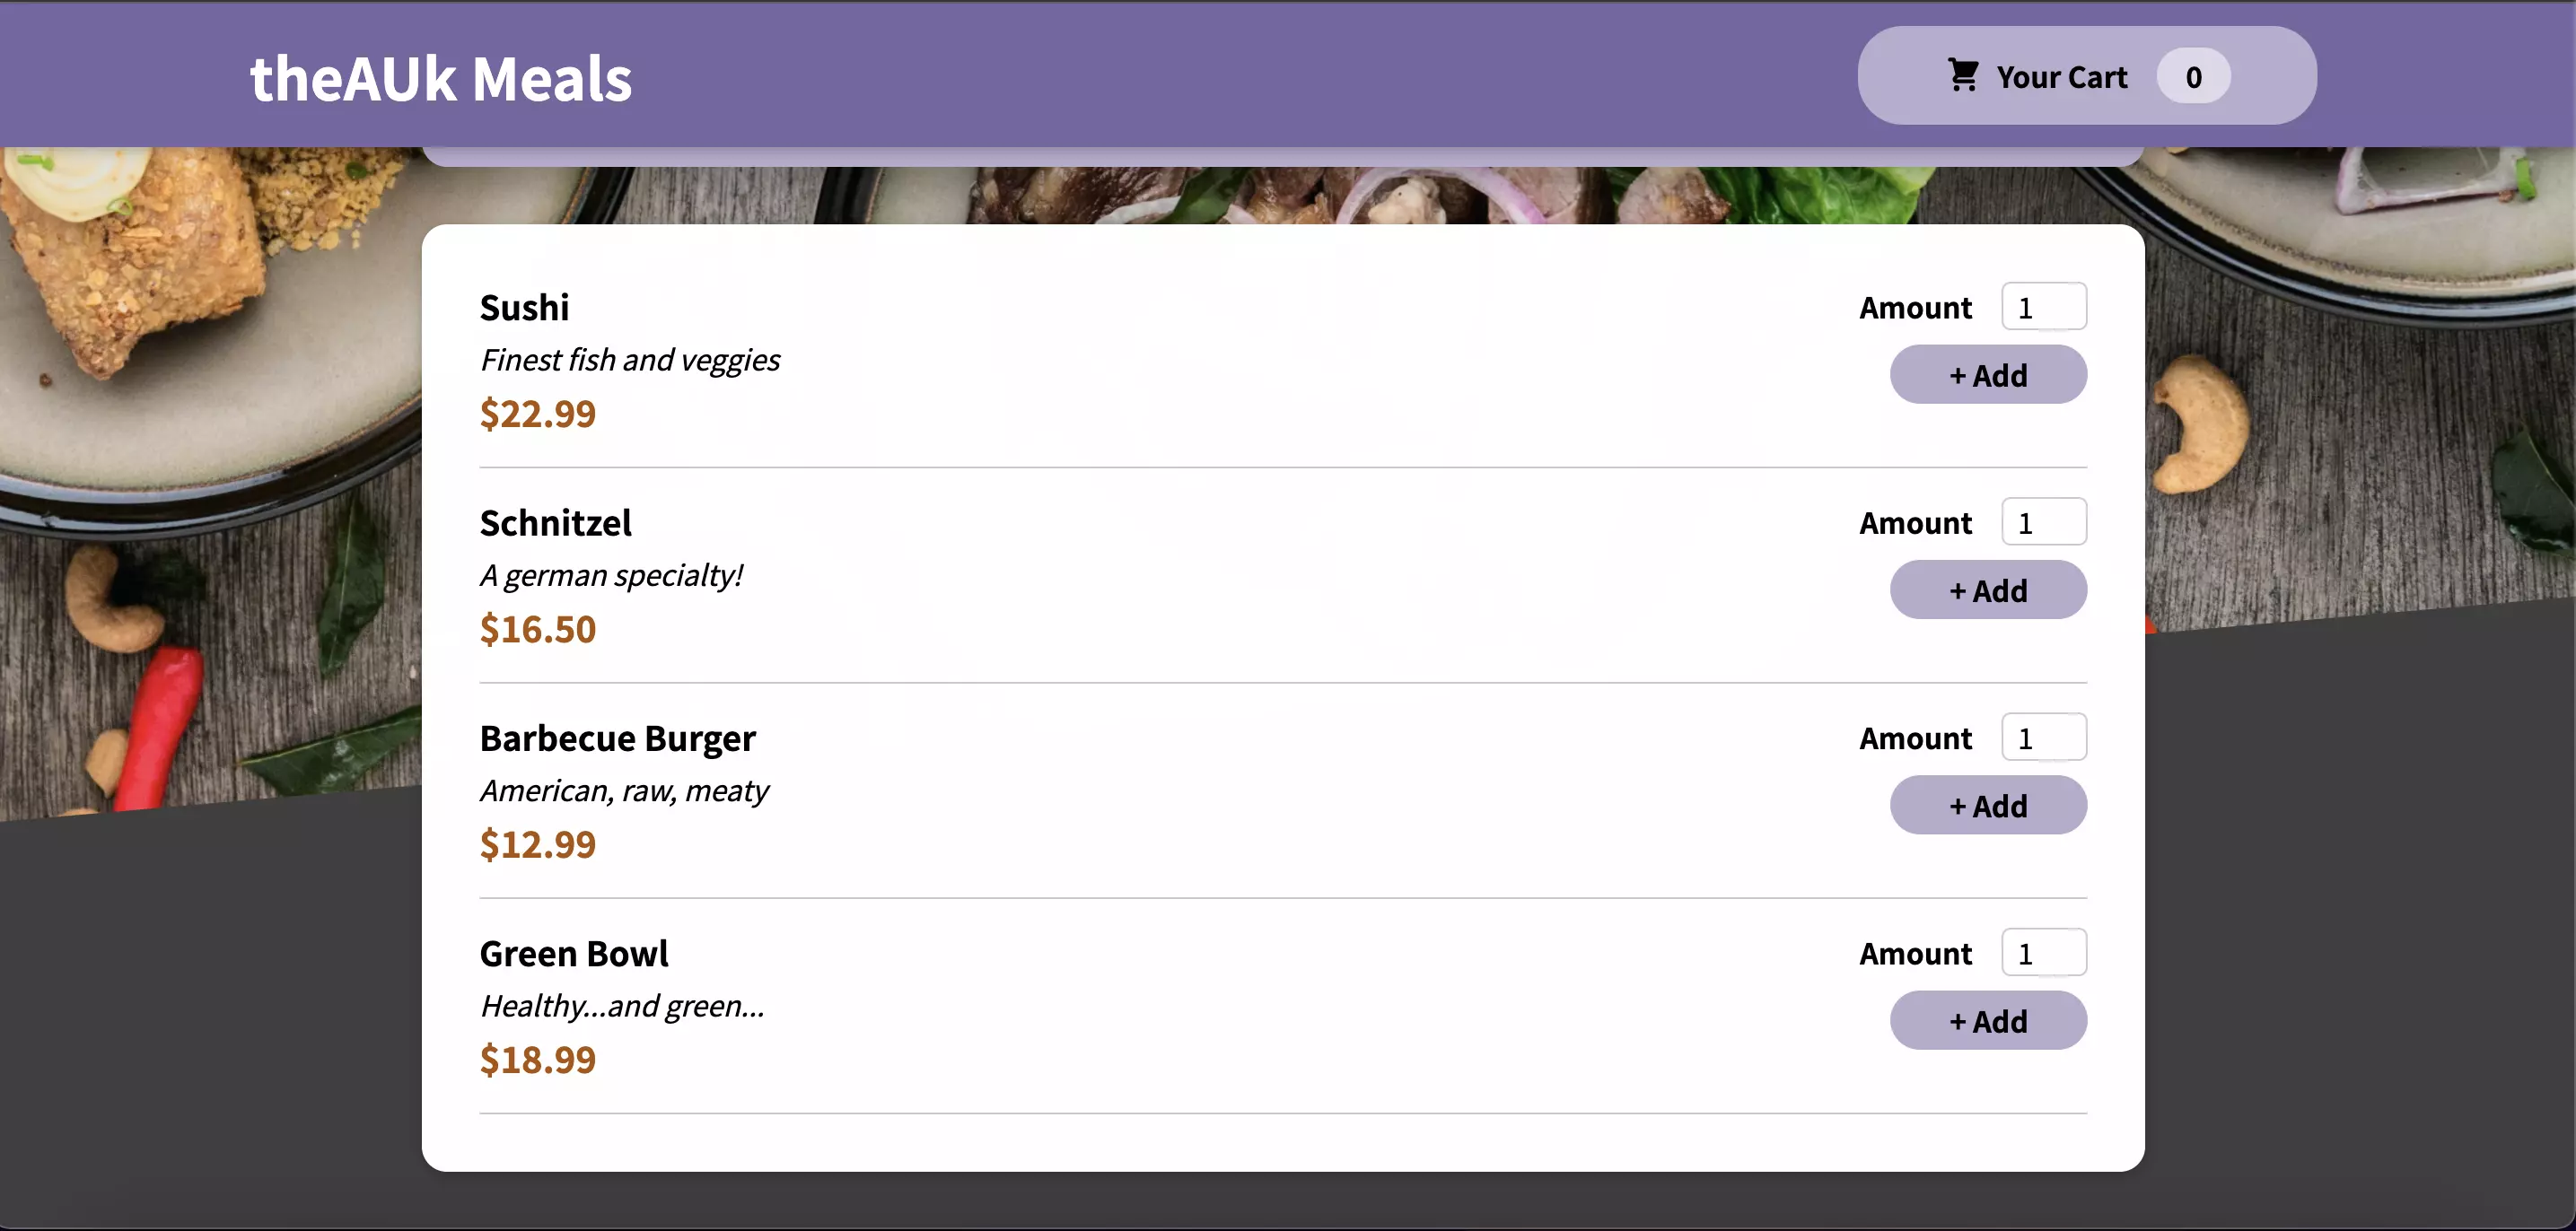 theAUk Meals
Your Cart 0
Sushi
Finest fish and veggies
$22.99
Amount 1
+ Add
Schnitzel
A german specialty!
$16.50
Amount 1
+ Add
Barbecue Burger
American, raw, meaty
$12.99
Amount 1
+ Add
Green Bowl
Healthy...and green...
$18.99
Amount 1
+ Add